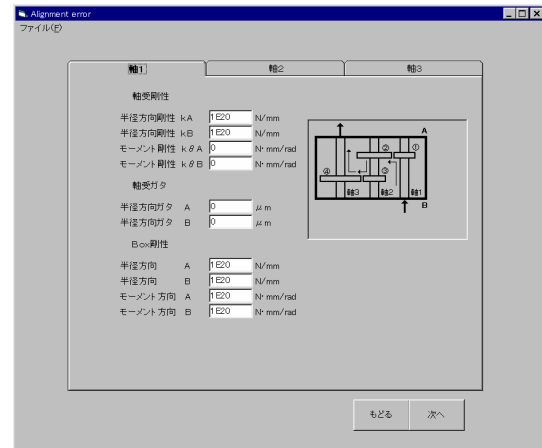 Alignment error
ファイル(F)
軸1 軸2 軸3
軸受剛性
半径方向剛性 kA 1E20 N/mm
半径方向剛性 kB 1E20 N/mm
モーメント剛性 kθA 0 N･mm/rad
モーメント剛性 kθB 0 N･mm/rad
軸受ガタ
半径方向ガタ A 0 μm
半径方向ガタ B 0 μm
Box剛性
半径方向 A 1E20 N/mm
半径方向 B 1E20 N/mm
モーメント方向 A 1E20 N･mm/rad
モーメント方向 B 1E20 N･mm/rad
A
② ①
④ ③
軸3 軸2 軸1
B
もどる 次へ